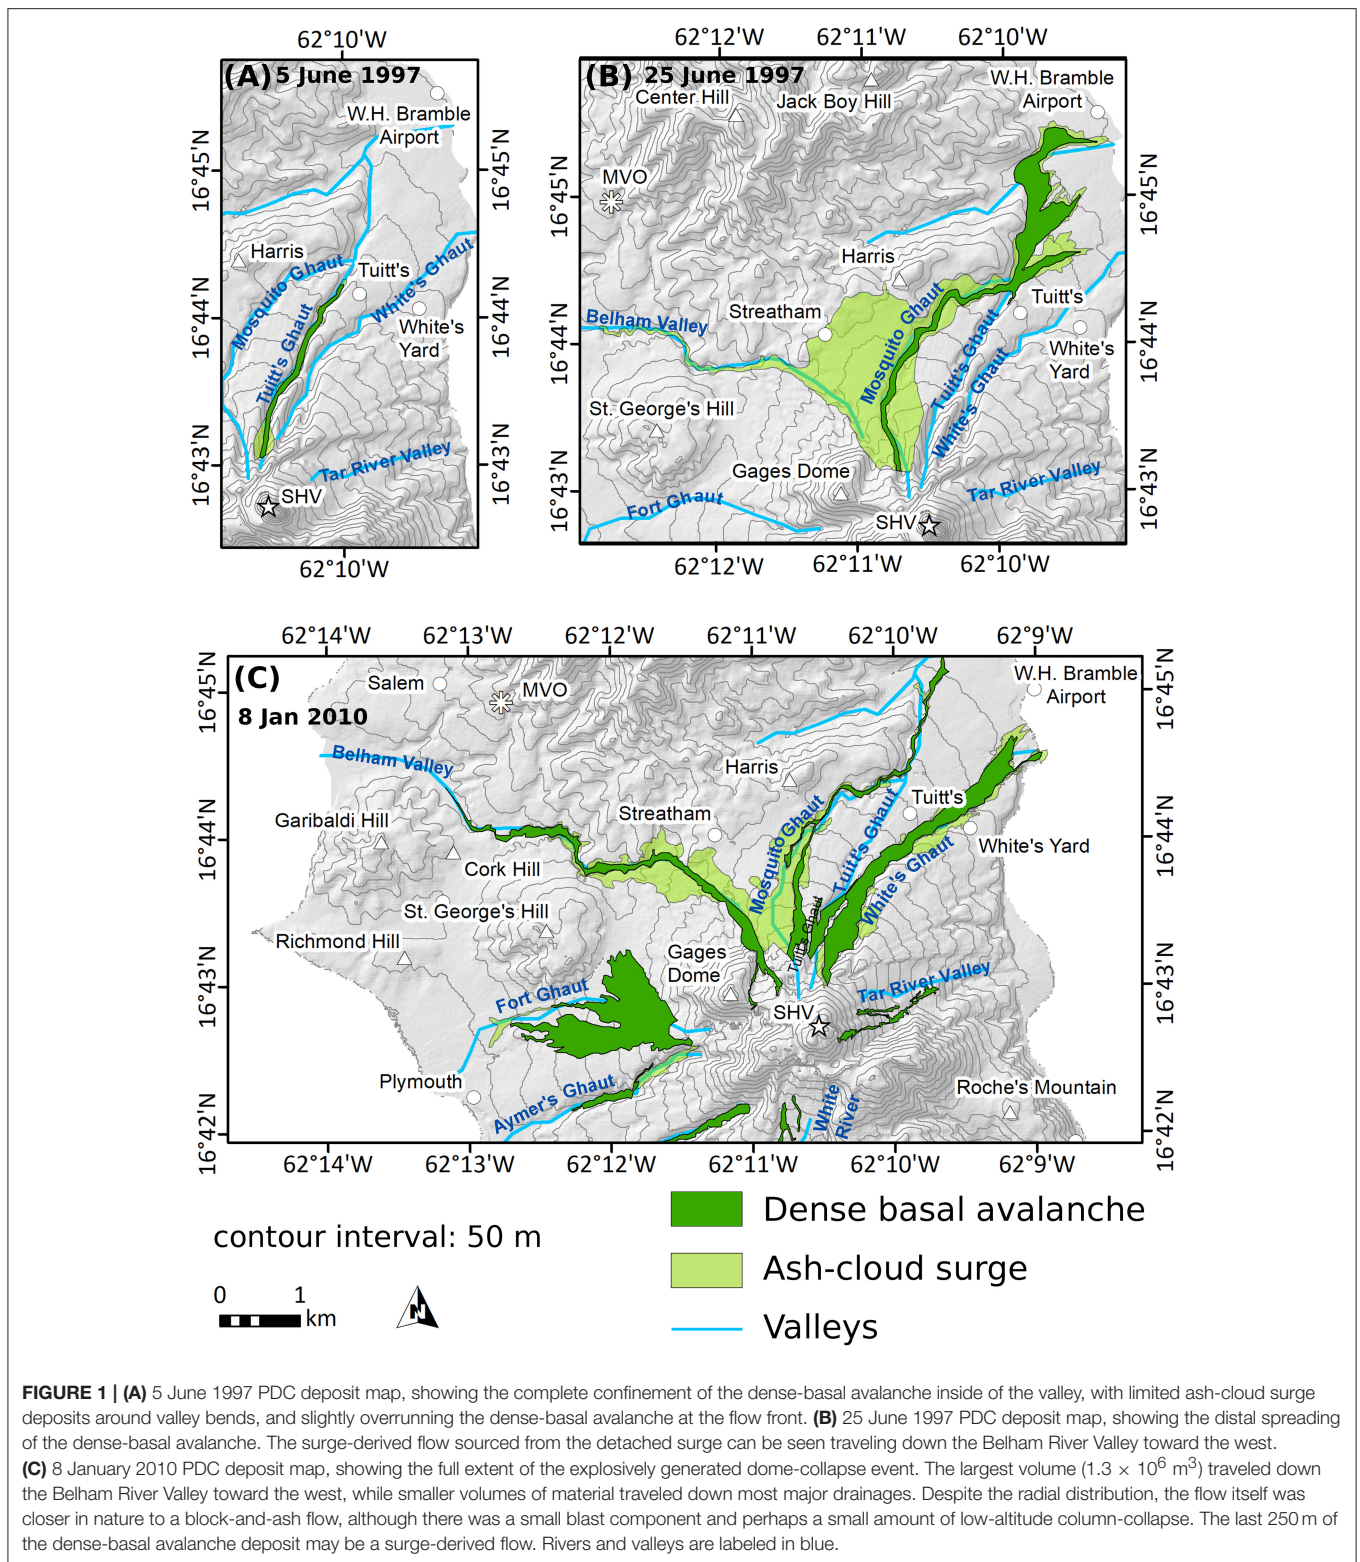 62°10'W
(A) 5 June 1997
W.H. Bramble
Airport
16°45'N
16°45'N
Harris
Mosquito Ghaut
Tuitt's
White's Ghaut
16°44'N
16°44'N
Tuitt's Ghaut
White's
Yard
16°43'N
16°43'N
Tar River Valley
SHV
62°10'W
62°12'W 62°11'W 62°10'W
(B) 25 June 1997
Center Hill
Jack Boy Hill
W.H. Bramble
Airport
MVO
16°45'N
16°45'N
Harris
Streatham
Belham Valley
Mosquito Ghaut
Tuitt's
Tuitt's Ghaut
White's
Yard
White's Ghaut
16°44'N
16°44'N
St. George's Hill
Gages Dome
16°43'N
16°43'N
Fort Ghaut
Tar River Valley
SHV
62°12'W 62°11'W 62°10'W
62°14'W 62°13'W 62°12'W 62°11'W 62°10'W 62°9'W
(C)
8 Jan 2010
Salem
MVO
W.H. Bramble
Airport
16°45'N
16°45'N
Belham Valley
Harris
Garibaldi Hill
Streatham
Tuitt's
Mosquito Ghaut
Tuitt's Ghaut
White's Yard
16°44'N
16°44'N
Cork Hill
White's Ghaut
St. George's Hill
Richmond Hill
Gages
Dome
Tuitt's Ghaut
16°43'N
16°43'N
Fort Ghaut
Tar River Valley
SHV
Plymouth
Aymer's Ghaut
White
River
Roche's Mountain
16°42'N
16°42'N
62°14'W 62°13'W 62°12'W 62°11'W 62°10'W 62°9'W
contour interval: 50 m
0 1
km
N
Dense basal avalanche
Ash-cloud surge
Valleys
FIGURE 1 | (A) 5 June 1997 PDC deposit map, showing the complete confinement of the dense-basal avalanche inside of the valley, with limited ash-cloud surge
deposits around valley bends, and slightly overrunning the dense-basal avalanche at the flow front. (B) 25 June 1997 PDC deposit map, showing the distal spreading
of the dense-basal avalanche. The surge-derived flow sourced from the detached surge can be seen traveling down the Belham River Valley toward the west.
(C) 8 January 2010 PDC deposit map, showing the full extent of the explosively generated dome-collapse event. The largest volume (1.3 × 10⁶ m³) traveled down
the Belham River Valley toward the west, while smaller volumes of material traveled down most major drainages. Despite the radial distribution, the flow itself was
closer in nature to a block-and-ash flow, although there was a small blast component and perhaps a small amount of low-altitude column-collapse. The last 250 m of
the dense-basal avalanche deposit may be a surge-derived flow. Rivers and valleys are labeled in blue.